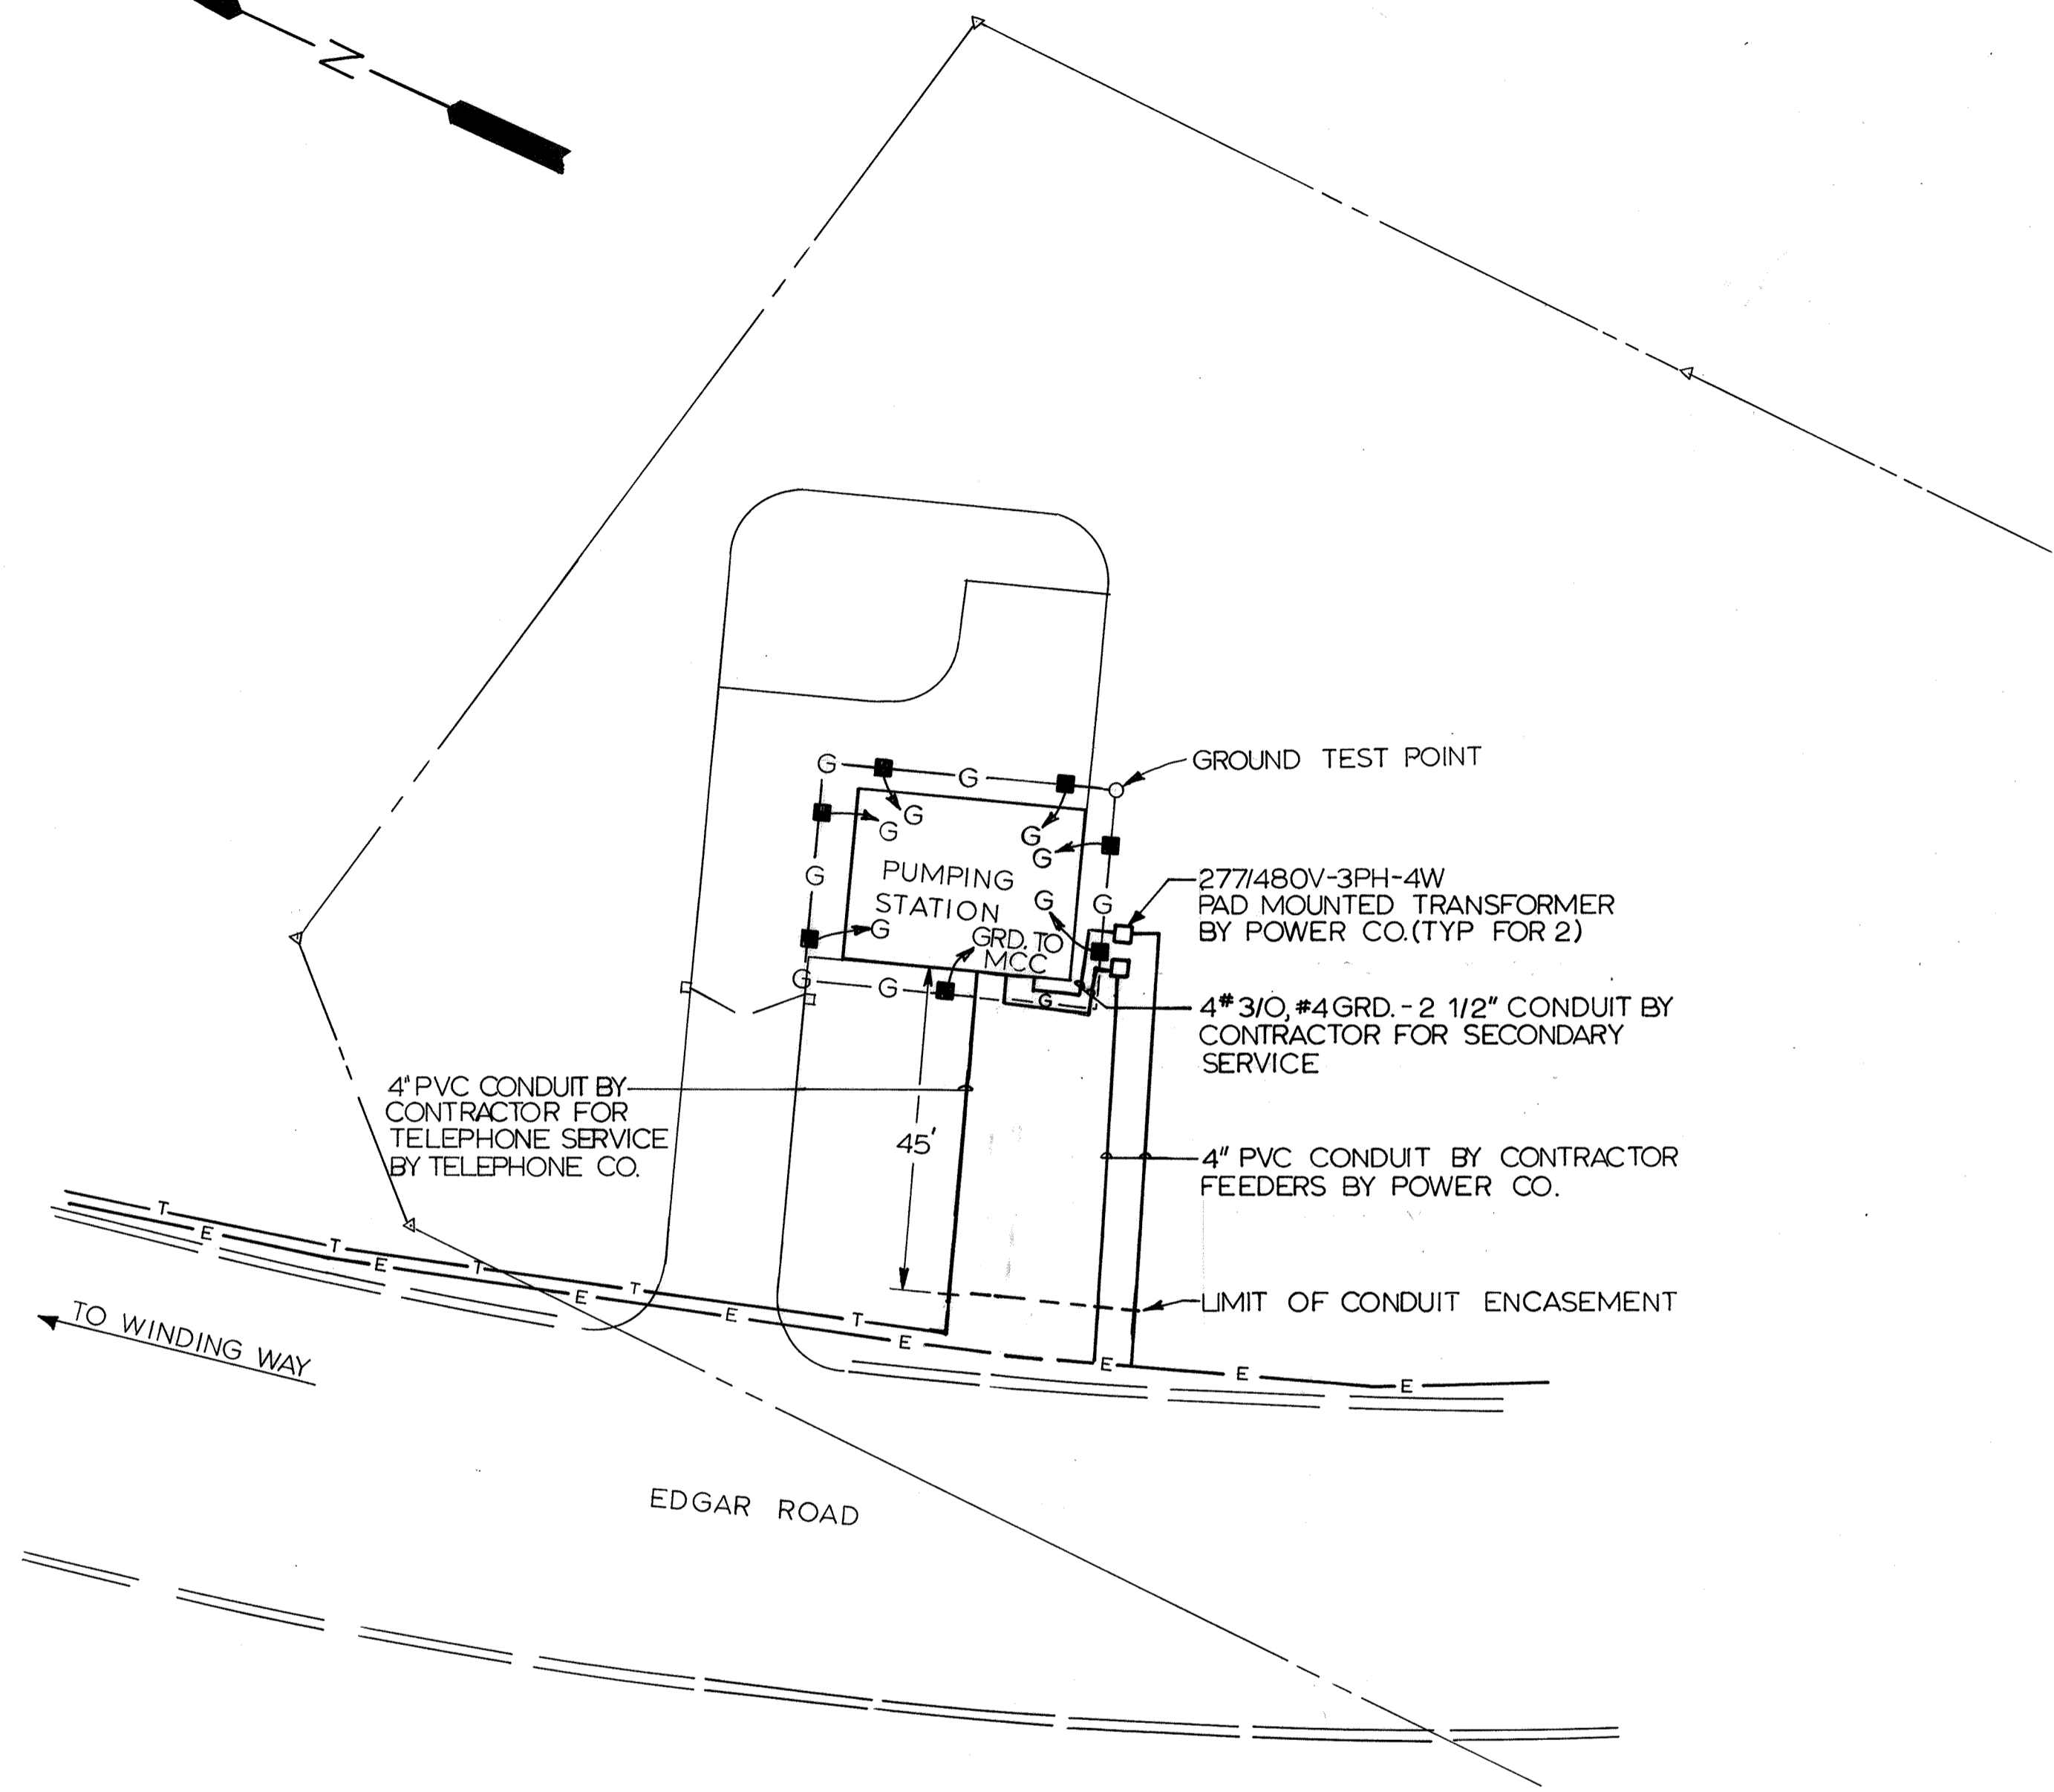 N
GROUND TEST POINT
G
G
G
G
G
G
G
G
PUMPING
STATION
G
G
G
GRD. TO
MCC
G
G
G
277/480V-3PH-4W
PAD MOUNTED TRANSFORMER
BY POWER CO.(TYP FOR 2)
4#3/0, #4 GRD. - 2 1/2" CONDUIT BY
CONTRACTOR FOR SECONDARY
SERVICE
4" PVC CONDUIT BY
CONTRACTOR FOR
TELEPHONE SERVICE
BY TELEPHONE CO.
45'
4" PVC CONDUIT BY CONTRACTOR
FEEDERS BY POWER CO.
LIMIT OF CONDUIT ENCASEMENT
T
T
T
T
T
E
E
E
E
E
E
E
E
TO WINDING WAY
EDGAR ROAD